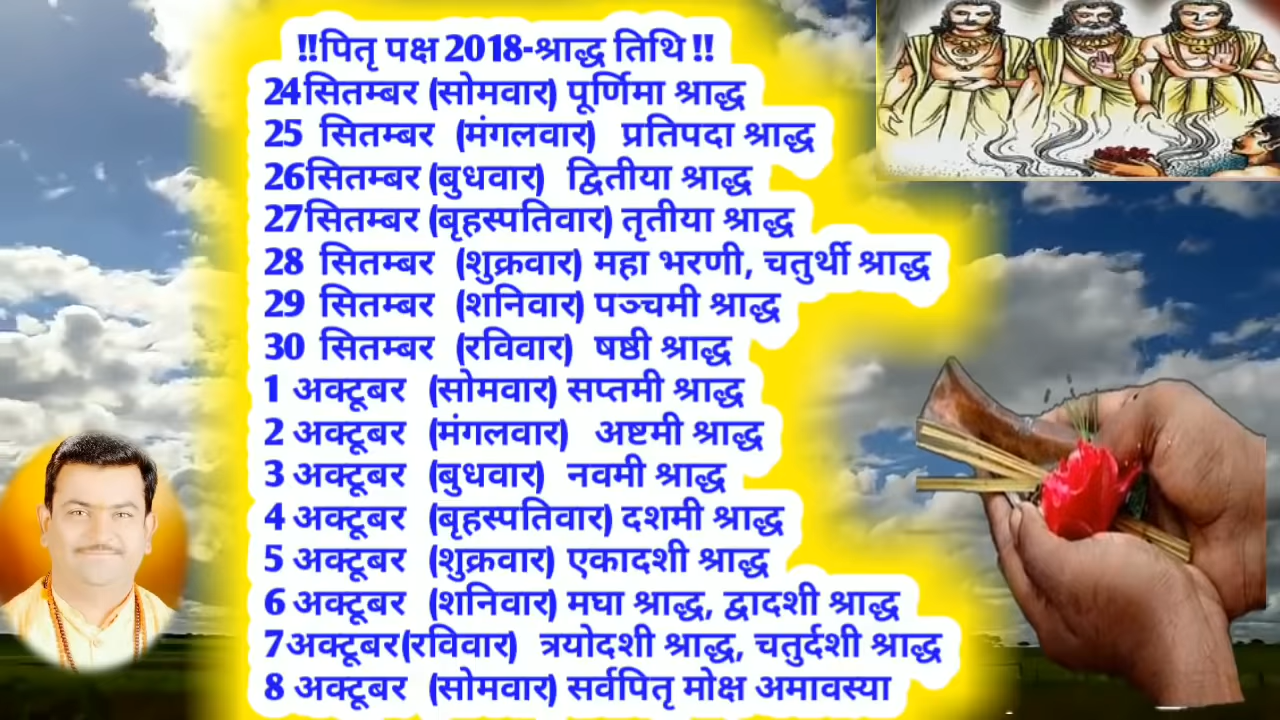 !!पितृ पक्ष 2018-श्राद्ध तिथि !!
24सितम्बर (सोमवार) पूर्णिमा श्राद्ध
25 सितम्बर (मंगलवार) प्रतिपदा श्राद्ध
26सितम्बर (बुधवार) द्वितीया श्राद्ध
27सितम्बर (बृहस्पतिवार) तृतीया श्राद्ध
28 सितम्बर (शुक्रवार) महा भरणी, चतुर्थी श्राद्ध
29 सितम्बर (शनिवार) पञ्चमी श्राद्ध
30 सितम्बर (रविवार) षष्ठी श्राद्ध
1 अक्टूबर (सोमवार) सप्तमी श्राद्ध
2 अक्टूबर (मंगलवार) अष्टमी श्राद्ध
3 अक्टूबर (बुधवार) नवमी श्राद्ध
4 अक्टूबर (बृहस्पतिवार) दशमी श्राद्ध
5 अक्टूबर (शुक्रवार) एकादशी श्राद्ध
6 अक्टूबर (शनिवार) मघा श्राद्ध, द्वादशी श्राद्ध
7अक्टूबर(रविवार) त्रयोदशी श्राद्ध, चतुर्दशी श्राद्ध
8 अक्टूबर (सोमवार) सर्वपितृ मोक्ष अमावस्या